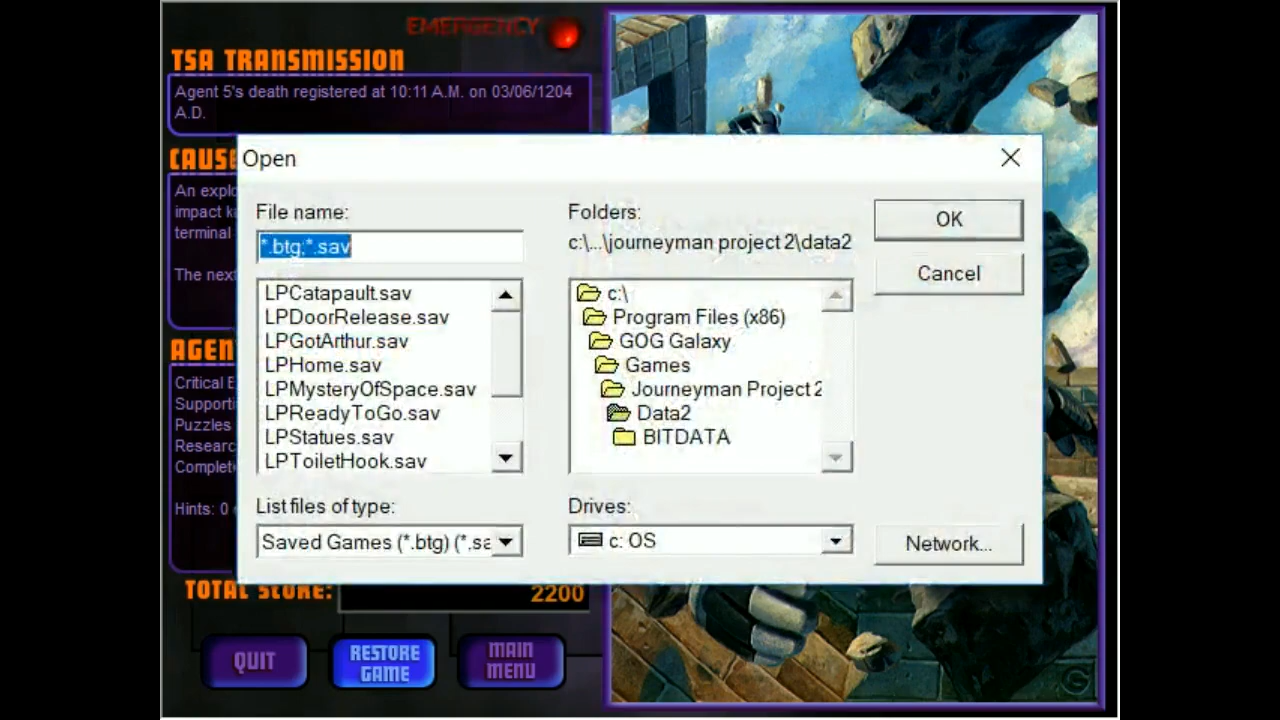 EMERGENCY
TSA TRANSMISSION
Agent 5's death registered at 10:11 A.M. on 03/06/1204
A.D.
CAUSE
An explo
impact k
terminal
The next
AGEN
Critical E
Supporti
Puzzles
Researc
Complet
Hints: 0
Open
File name:
*.btg;*.sav
LPCatapault.sav
LPDoorRelease.sav
LPGotArthur.sav
LPHome.sav
LPMysteryOfSpace.sav
LPReadyToGo.sav
LPStatues.sav
LPToiletHook.sav
List files of type:
Saved Games (*.btg) (*.sa
Folders:
c:\...\journeyman project 2\data2
c:\
Program Files (x86)
GOG Galaxy
Games
Journeyman Project 2
Data2
BITDATA
Drives:
c: OS
OK
Cancel
Network...
TOTAL SCORE:
2200
QUIT
RESTORE
GAME
MAIN
MENU